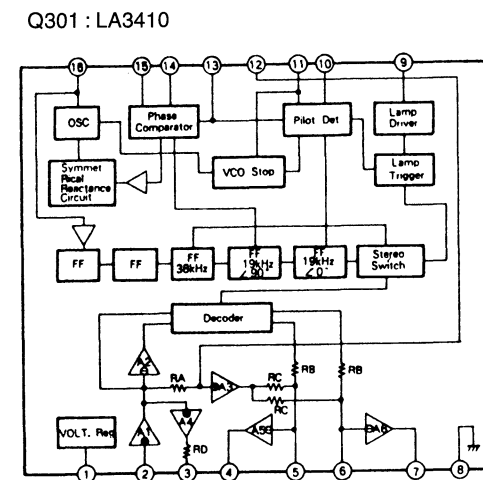 Q301 : LA3410
16 15 14 13 12 11 10 9
OSC
Phase
Comparator
Pilot Det
Lamp
Driver
Symmet
Rical
Reactance
Circuit
VCO Stop
Lamp
Trigger
FF
FF
FF
38kHz
FF
19kHz
∠90°
FF
19kHz
∠0°
Stereo
Switch
Decoder
A2
RA
A3
RC
RC
RB
RB
VOLT. Reg
A1
A4
RD
A5
A6
1 2 3 4 5 6 7 8